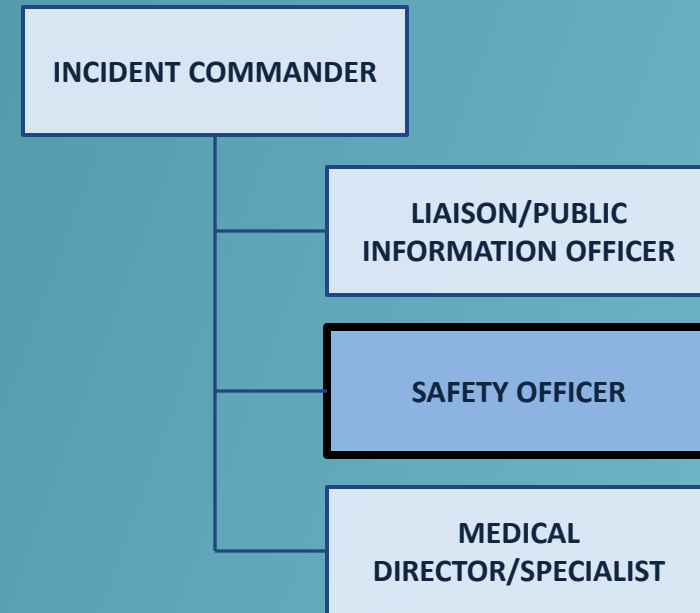 INCIDENT COMMANDER
LIAISON/PUBLIC
INFORMATION OFFICER
SAFETY OFFICER
MEDICAL
DIRECTOR/SPECIALIST